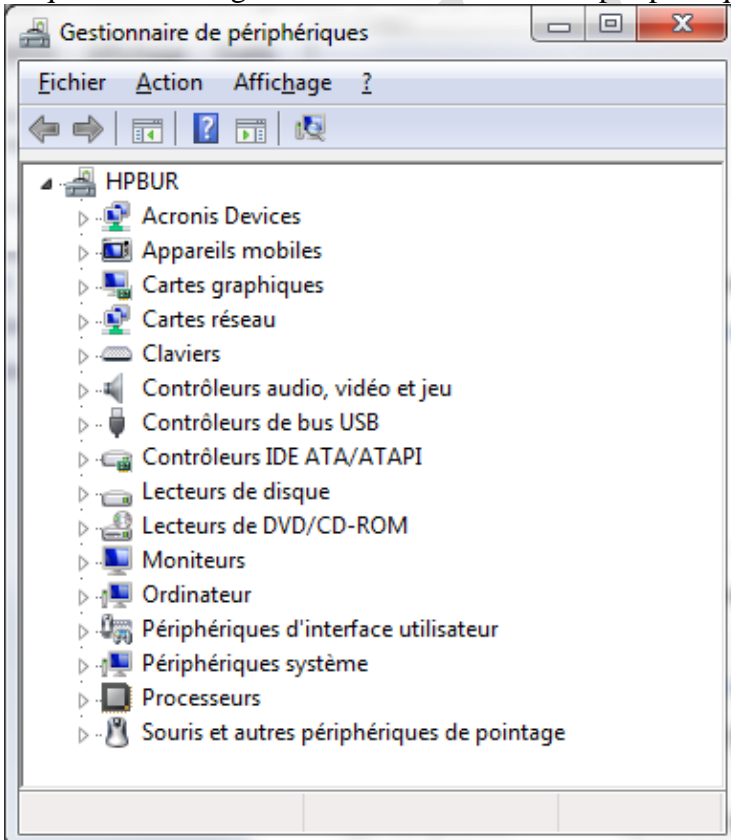 Gestionnaire de périphériques
Fichier Action Affichage ?
HPBUR
Acronis Devices
Appareils mobiles
Cartes graphiques
Cartes réseau
Claviers
Contrôleurs audio, vidéo et jeu
Contrôleurs de bus USB
Contrôleurs IDE ATA/ATAPI
Lecteurs de disque
Lecteurs de DVD/CD-ROM
Moniteurs
Ordinateur
Périphériques d'interface utilisateur
Périphériques système
Processeurs
Souris et autres périphériques de pointage